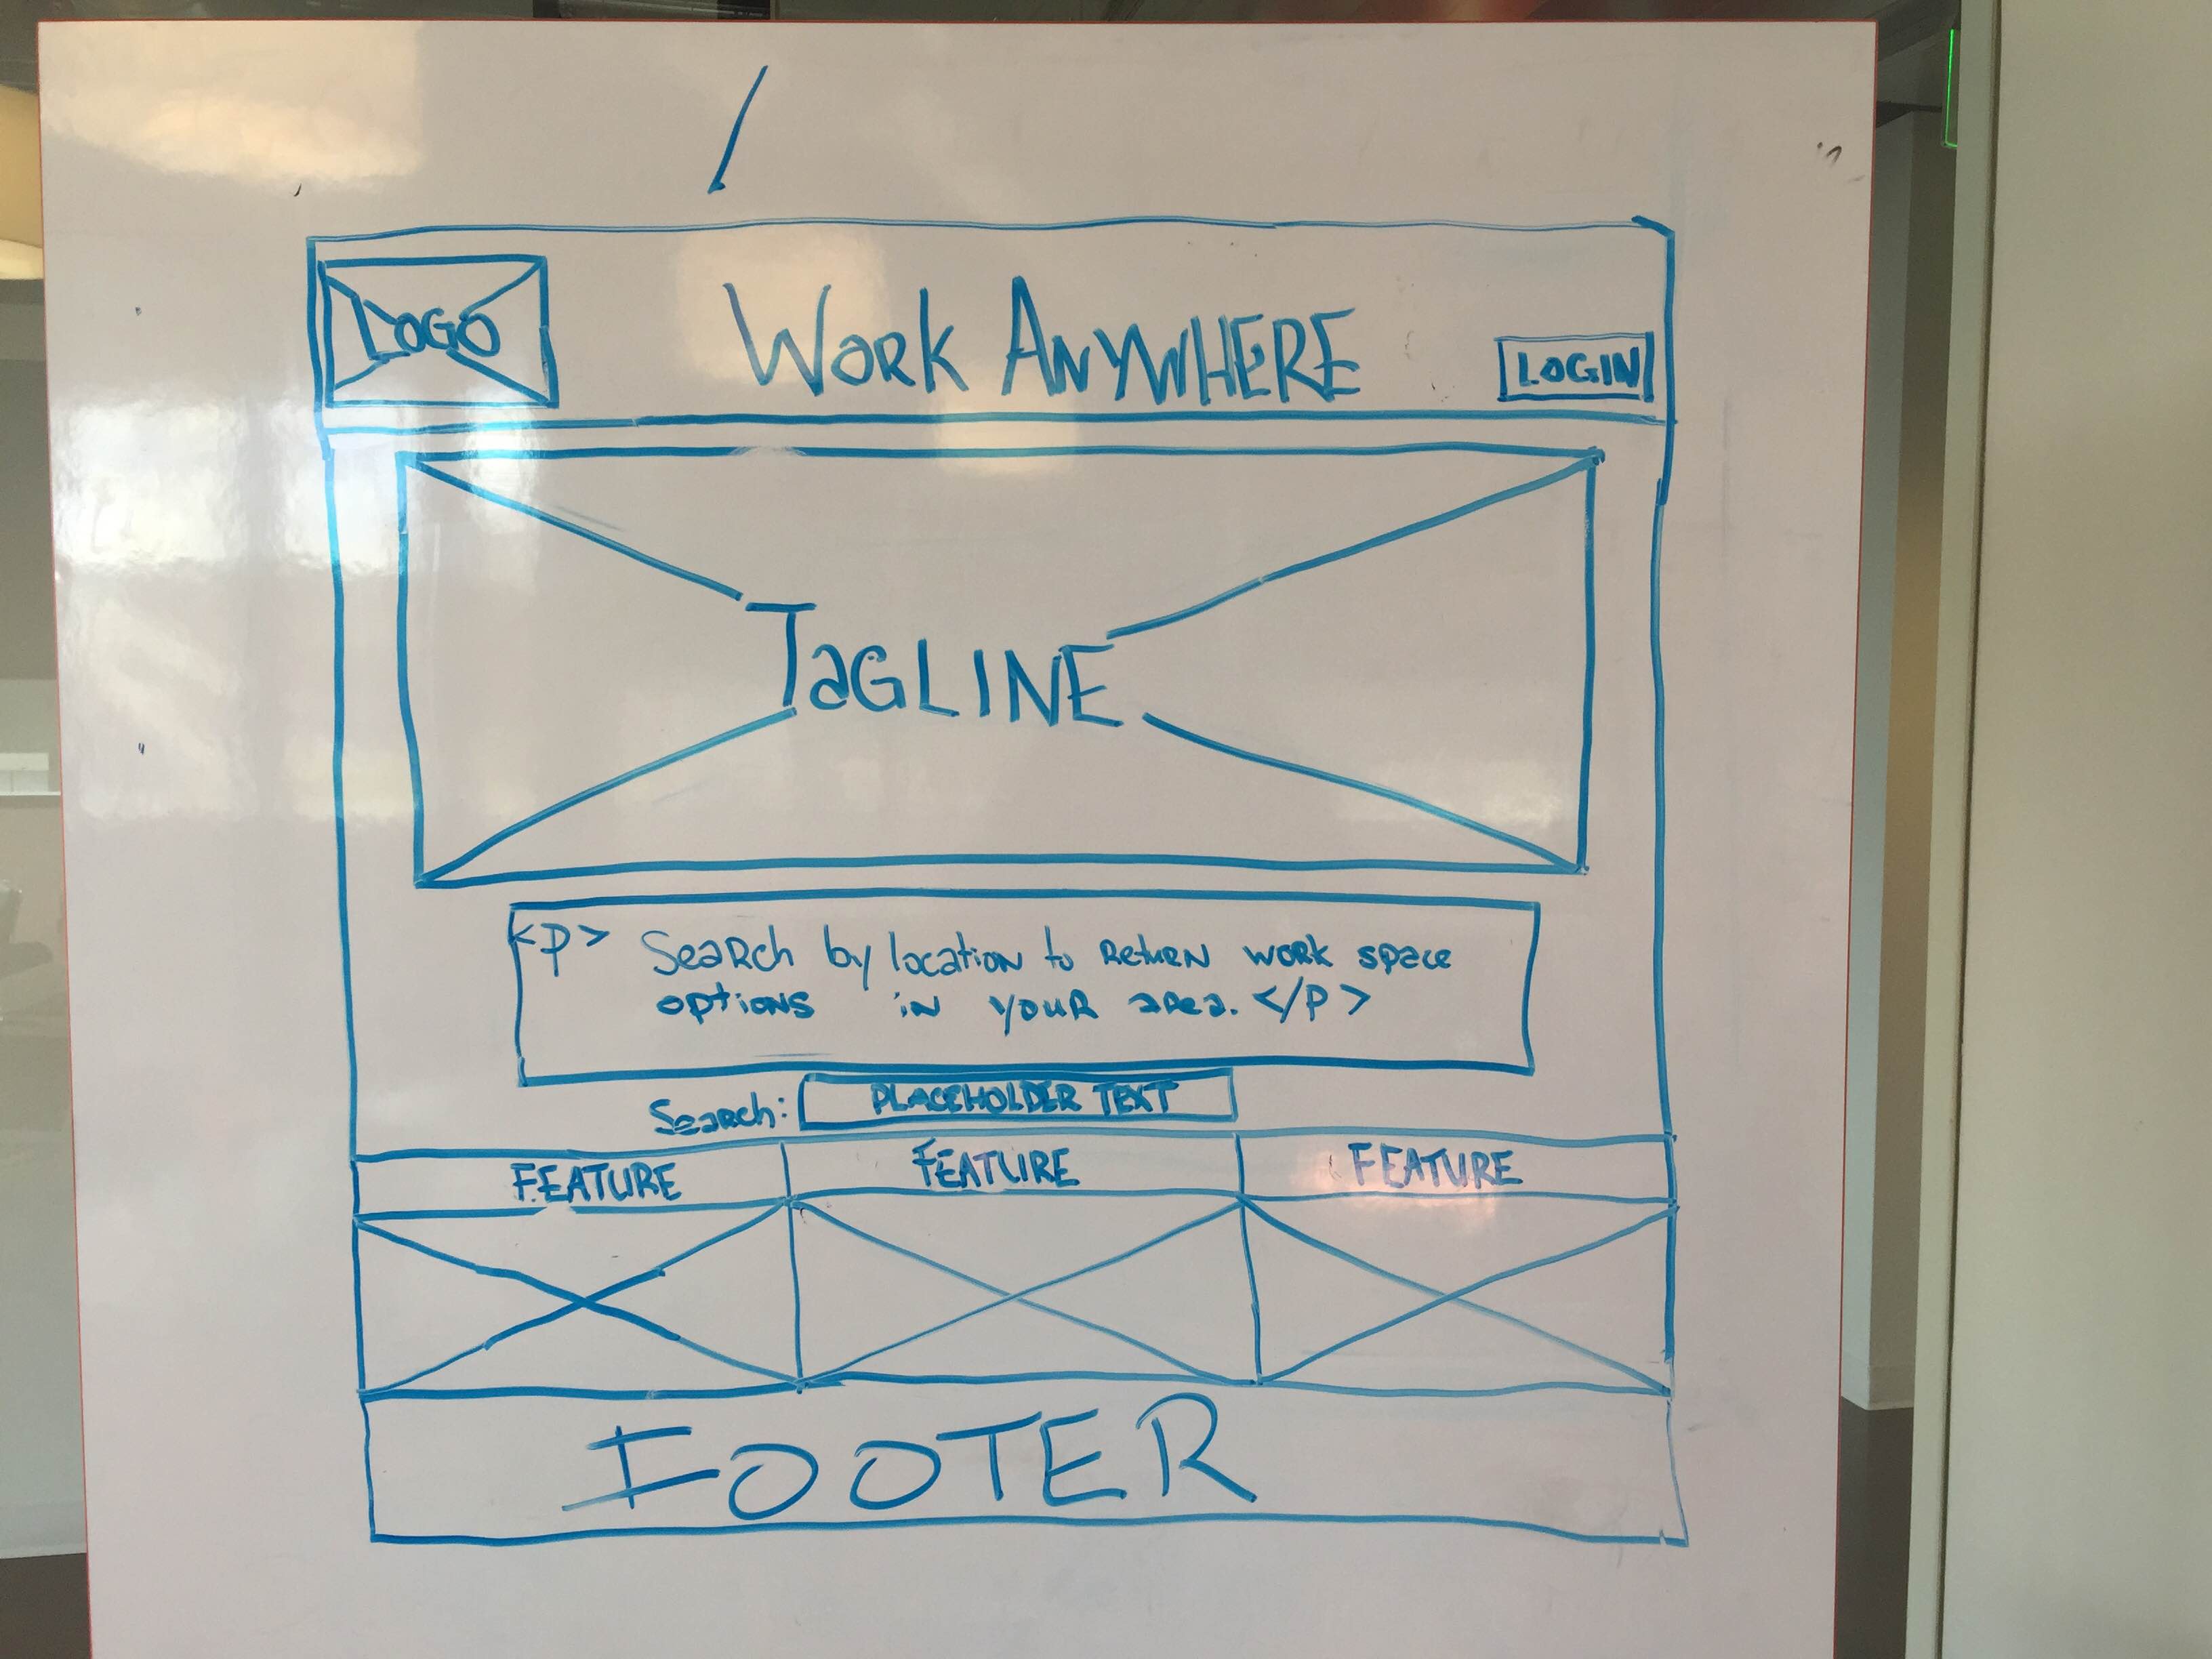 /
LOGO
WORK ANYWHERE
LOGIN
TaGLINE
<P> SeaRch by location to RetuRN WORK space
optioNS in youR aRea. </P>
SeaRch: PLACEHOLDER TEXT
FEATURE FEATURE FEATURE
FOOTER